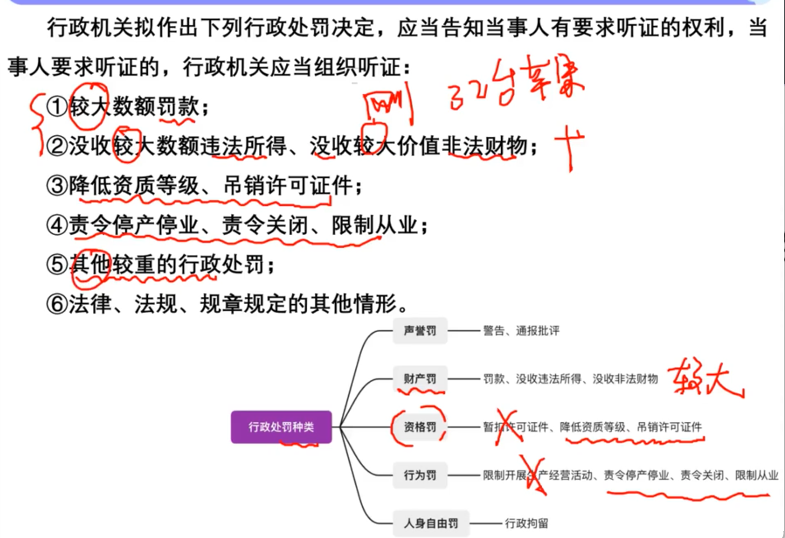 行政机关拟作出下列行政处罚决定，应当告知当事人有要求听证的权利，当
事人要求听证的，行政机关应当组织听证：
①较大数额罚款；
②没收较大数额违法所得、没收较大价值非法财物；
③降低资质等级、吊销许可证件；
④责令停产停业、责令关闭、限制从业；
⑤其他较重的行政处罚；
⑥法律、法规、规章规定的其他情形。
32台苹果
行政处罚种类
声誉罚 警告、通报批评
财产罚 罚款、没收违法所得、没收非法财物
较大
资格罚 暂扣许可证件、降低资质等级、吊销许可证件
行为罚 限制开展生产经营活动、责令停产停业、责令关闭、限制从业
人身自由罚 行政拘留